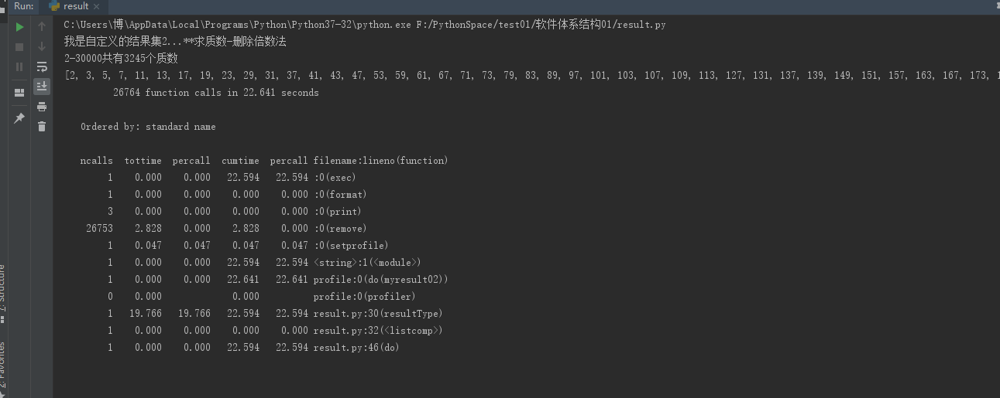 Run: result
C:\Users\博\AppData\Local\Programs\Python\Python37-32\python.exe F:/PythonSpace/test01/软件体系结构01/result.py
我是自定义的结果集2...**求质数-删除倍数法
2-30000共有3245个质数
[2, 3, 5, 7, 11, 13, 17, 19, 23, 29, 31, 37, 41, 43, 47, 53, 59, 61, 67, 71, 73, 79, 83, 89, 97, 101, 103, 107, 109, 113, 127, 131, 137, 139, 149, 151, 157, 163, 167, 173, 1
26764 function calls in 22.641 seconds
Ordered by: standard name
ncalls tottime percall cumtime percall filename:lineno(function)
1 0.000 0.000 22.594 22.594 :0(exec)
1 0.000 0.000 0.000 0.000 :0(format)
3 0.000 0.000 0.000 0.000 :0(print)
26753 2.828 0.000 2.828 0.000 :0(remove)
1 0.047 0.047 0.047 0.047 :0(setprofile)
1 0.000 0.000 22.594 22.594 <string>:1(<module>)
1 0.000 0.000 22.641 22.641 profile:0(do(myresult02))
0 0.000 0.000 profile:0(profiler)
1 19.766 19.766 22.594 22.594 result.py:30(resultType)
1 0.000 0.000 0.000 0.000 result.py:32(<listcomp>)
1 0.000 0.000 22.594 22.594 result.py:46(do)
7: Structure
2: Favorites